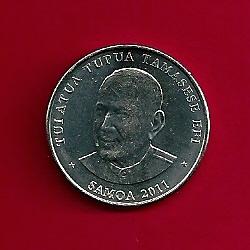 TUI ATUA TUPUA TAMASESE EFI
SAMOA 2011